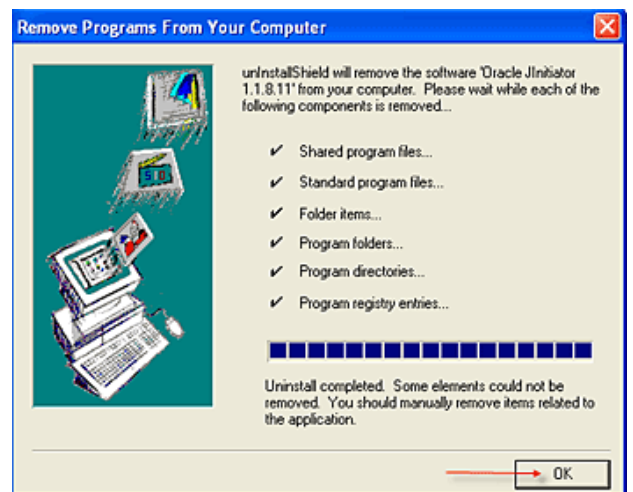 Remove Programs From Your Computer
unInstallShield will remove the software 'Oracle JInitiator
1.1.8.11' from your computer. Please wait while each of the
following components is removed...
Shared program files...
Standard program files...
Folder items...
Program folders...
Program directories...
Program registry entries...
Uninstall completed. Some elements could not be
removed. You should manually remove items related to
the application.
OK